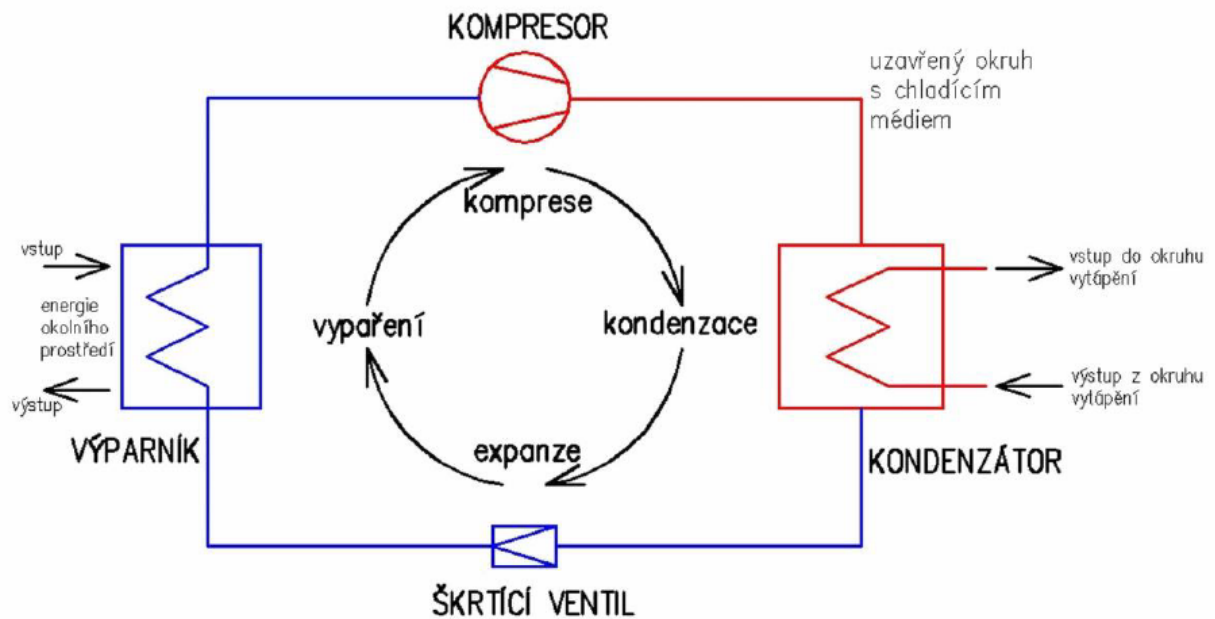 KOMPRESOR
uzavřený okruh
s chladícím
médiem
komprese
vstup
energie
okolního
prostředí
výstup
vypaření
kondenzace
vstup do okruhu
vytápění
výstup z okruhu
vytápění
VÝPARNÍK
expanze
KONDENZÁTOR
ŠKRTÍCÍ VENTIL